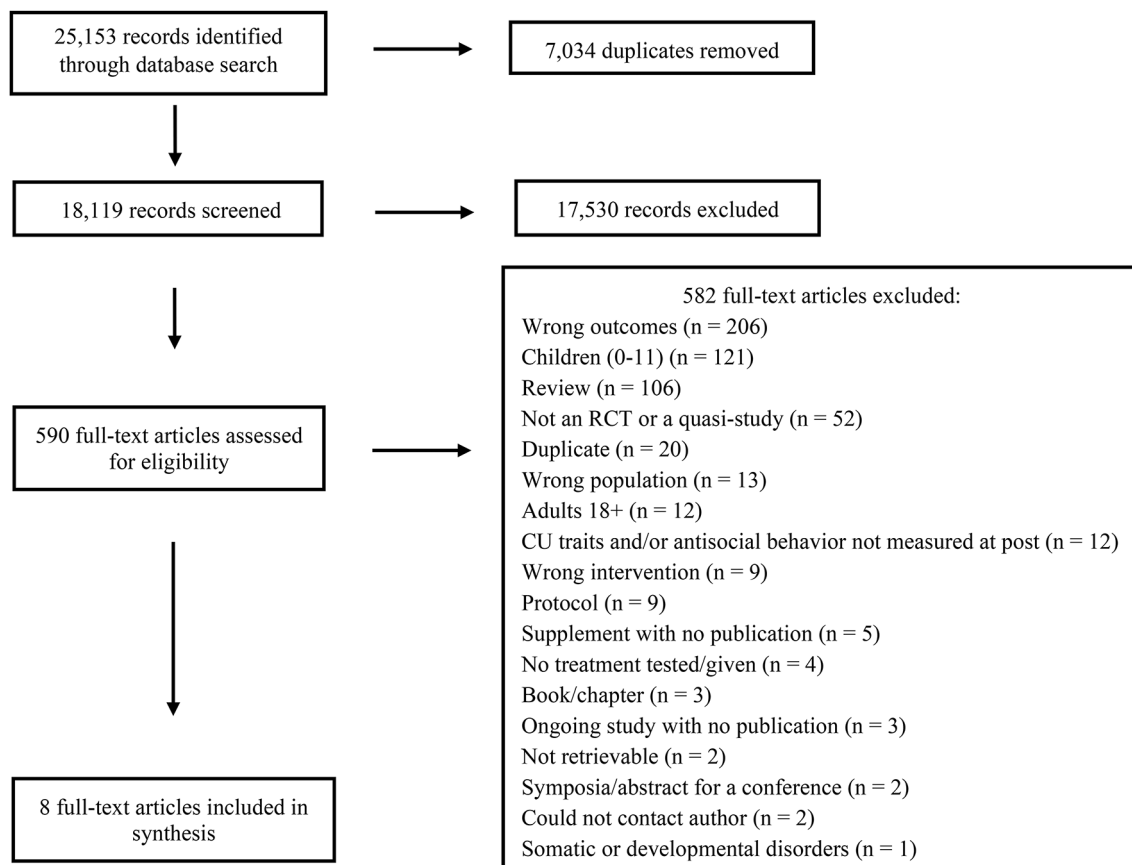 25,153 records identified
through database search
7,034 duplicates removed
18,119 records screened
17,530 records excluded
590 full-text articles assessed
for eligibility
582 full-text articles excluded:
Wrong outcomes (n = 206)
Children (0-11) (n = 121)
Review (n = 106)
Not an RCT or a quasi-study (n = 52)
Duplicate (n = 20)
Wrong population (n = 13)
Adults 18+ (n = 12)
CU traits and/or antisocial behavior not measured at post (n = 12)
Wrong intervention (n = 9)
Protocol (n = 9)
Supplement with no publication (n = 5)
No treatment tested/given (n = 4)
Book/chapter (n = 3)
Ongoing study with no publication (n = 3)
Not retrievable (n = 2)
Symposia/abstract for a conference (n = 2)
Could not contact author (n = 2)
Somatic or developmental disorders (n = 1)
8 full-text articles included in
synthesis